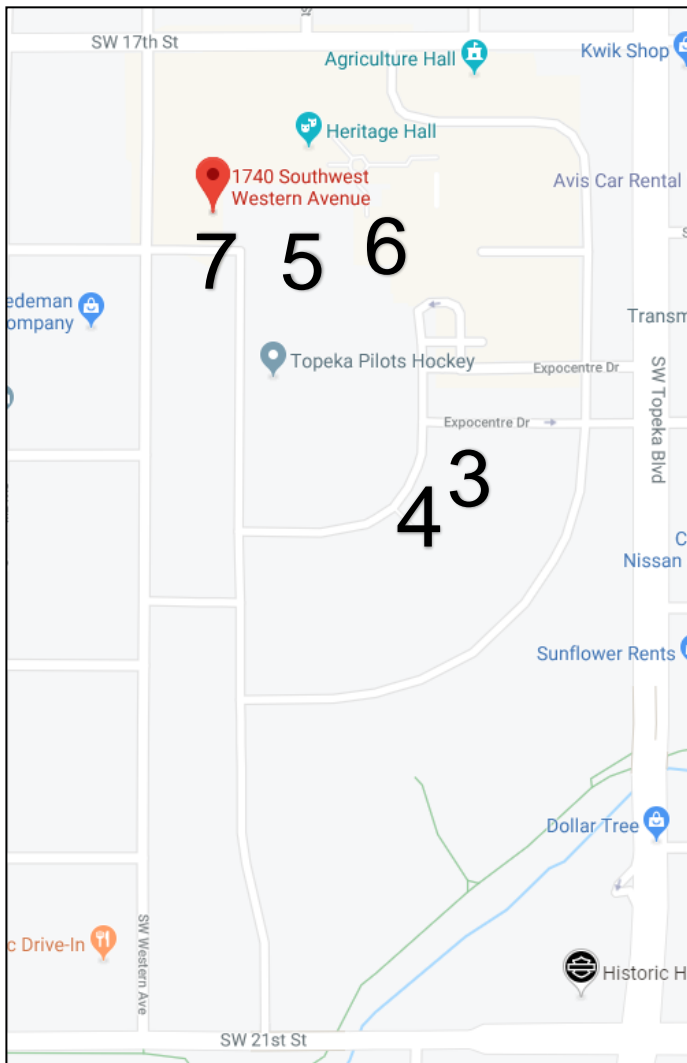 SW 17th St
Agriculture Hall
Kwik Shop
Heritage Hall
1740 Southwest
Western Avenue
Avis Car Rental
7 5 6
edeman
ompany
Transm
Topeka Pilots Hockey
Expocentre Dr
SW Topeka Blvd
Expocentre Dr
3
4
C
Nissan
Sunflower Rents
Dollar Tree
c Drive-In
SW Western Ave
Historic H
SW 21st St